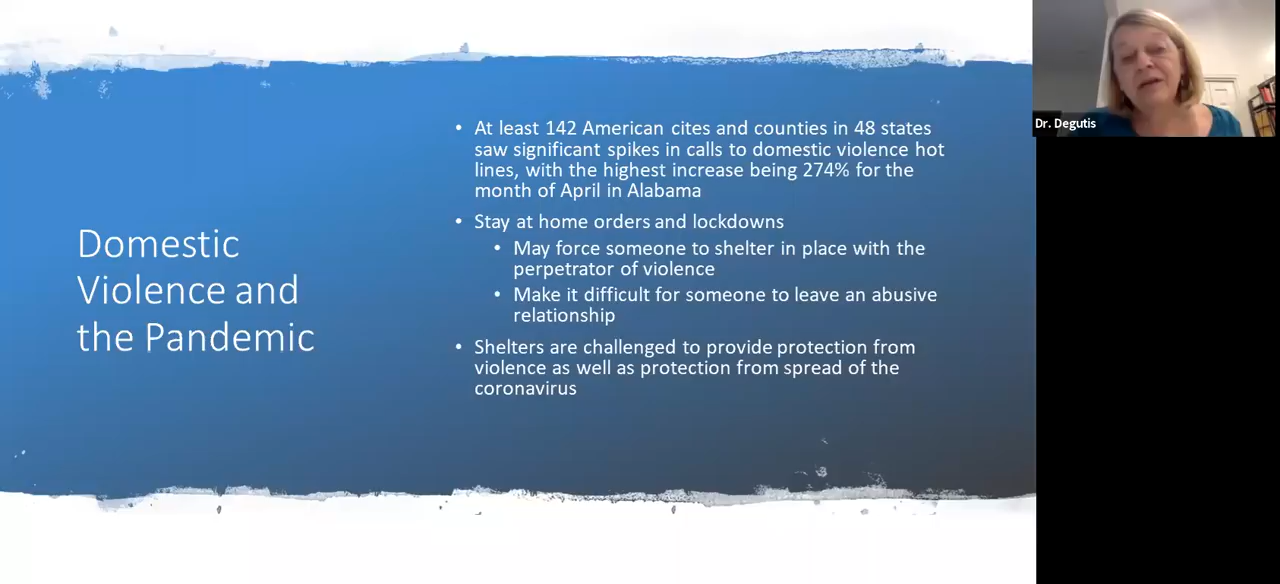 Domestic
Violence and
the Pandemic
• At least 142 American cites and counties in 48 states
saw significant spikes in calls to domestic violence hot
lines, with the highest increase being 274% for the
month of April in Alabama
• Stay at home orders and lockdowns
• May force someone to shelter in place with the
perpetrator of violence
• Make it difficult for someone to leave an abusive
relationship
• Shelters are challenged to provide protection from
violence as well as protection from spread of the
coronavirus
Dr. Degutis